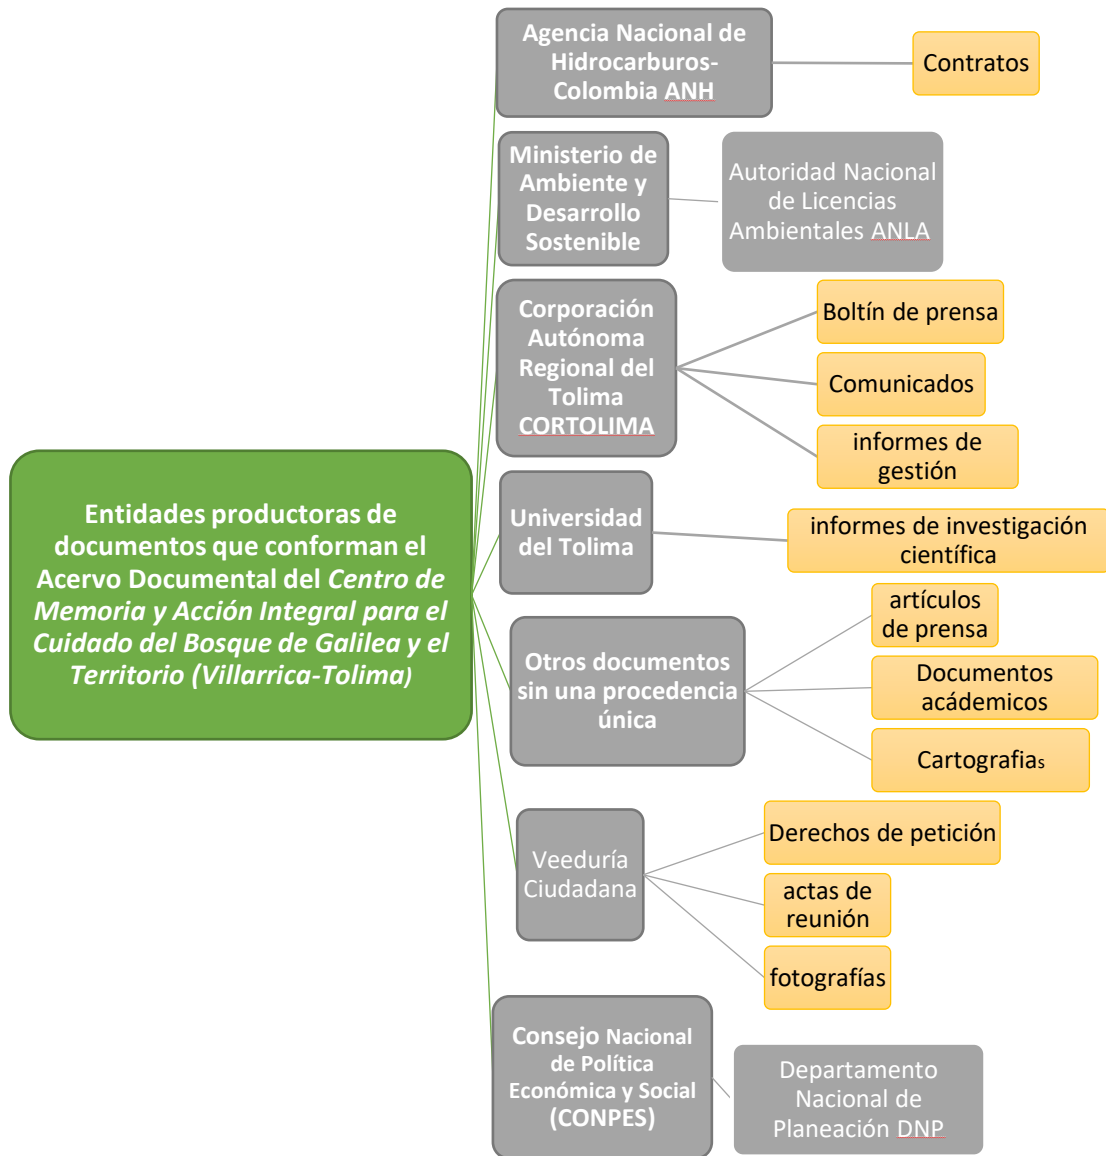 Entidades productoras de
documentos que conforman el
Acervo Documental del Centro de
Memoria y Acción Integral para el
Cuidado del Bosque de Galilea y el
Territorio (Villarrica-Tolima)
Agencia Nacional de
Hidrocarburos-
Colombia ANH
Contratos
Ministerio de
Ambiente y
Desarrollo
Sostenible
Autoridad Nacional
de Licencias
Ambientales ANLA
Corporación
Autónoma
Regional del
Tolima
CORTOLIMA
Boltín de prensa
Comunicados
informes de
gestión
Universidad
del Tolima
informes de investigación
científica
Otros documentos
sin una procedencia
única
artículos
de prensa
Documentos
acádemicos
Cartografias
Veeduría
Ciudadana
Derechos de petición
actas de
reunión
fotografías
Consejo Nacional
de Política
Económica y Social
(CONPES)
Departamento
Nacional de
Planeación DNP